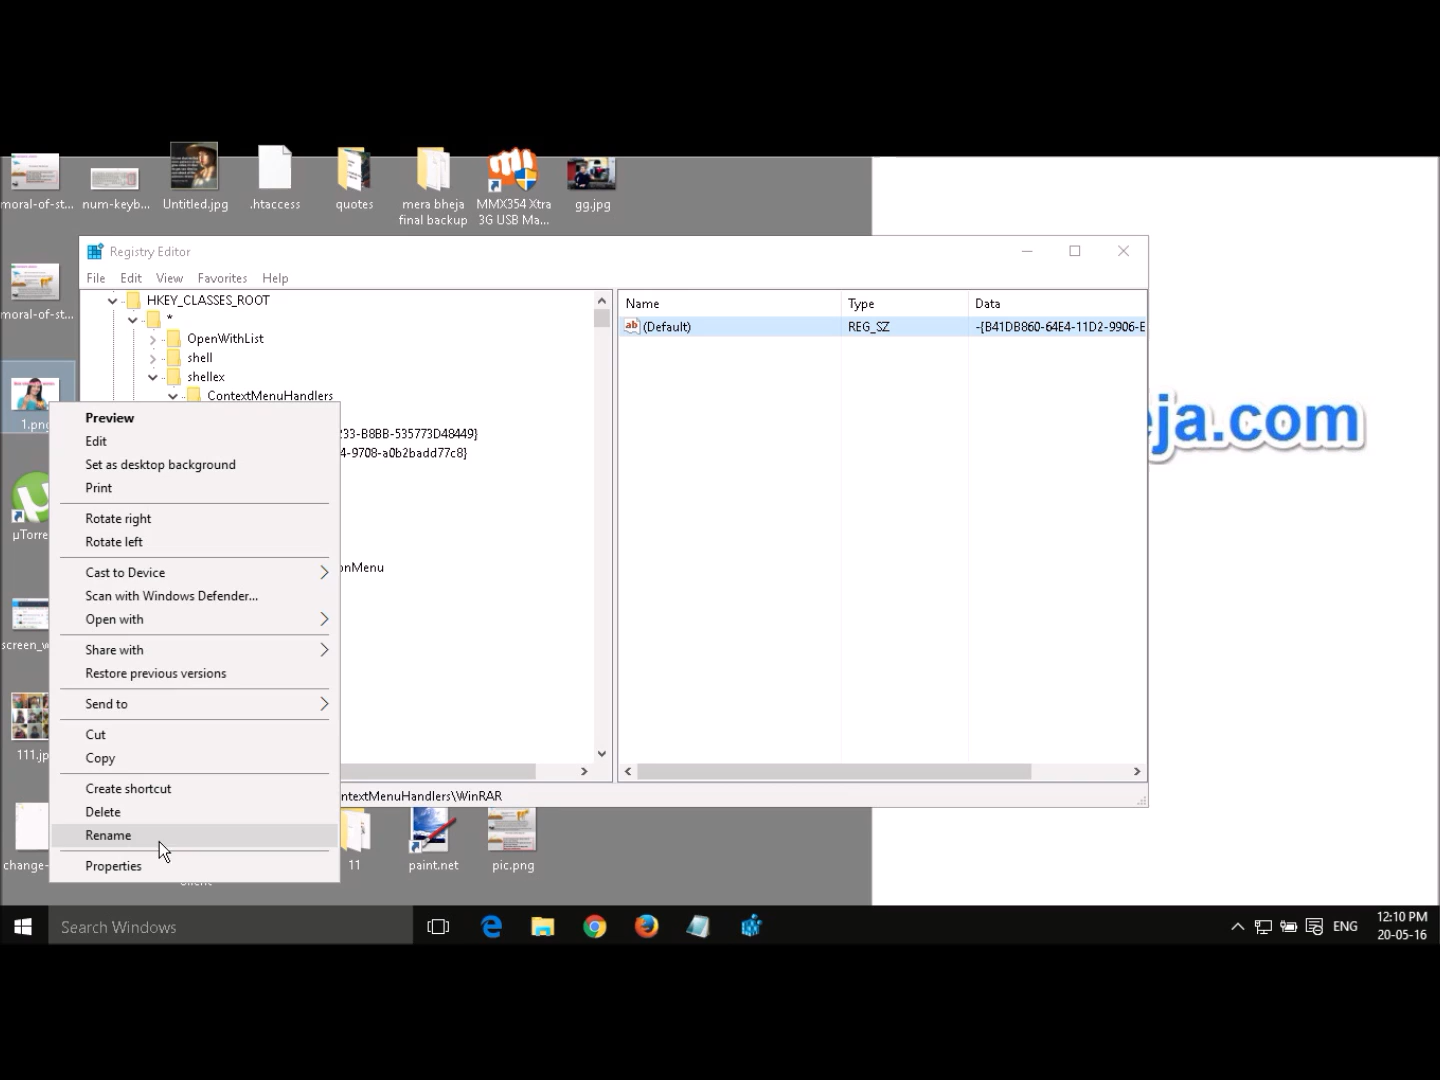 moral-of-st...
num-keyb...
Untitled.jpg
.htaccess
quotes
mera bheja
final backup
MMX354 Xtra
3G USB Ma...
gg.jpg
moral-of-st...
1.png
µTorre
screen_w
111.jp
change-
Registry Editor
File Edit View Favorites Help
HKEY_CLASSES_ROOT
*
OpenWithList
shell
shellex
ContextMenuHandlers
233-B8BB-535773D48449}
4-9708-a0b2badd77c8}
onMenu
Name Type Data
ab (Default) REG_SZ -{B41DB860-64E4-11D2-9906-E
ntextMenuHandlers\WinRAR
Preview
Edit
Set as desktop background
Print
Rotate right
Rotate left
Cast to Device
Scan with Windows Defender...
Open with
Share with
Restore previous versions
Send to
Cut
Copy
Create shortcut
Delete
Rename
Properties
eja.com
11
paint.net
pic.png
Search Windows
ENG
12:10 PM
20-05-16